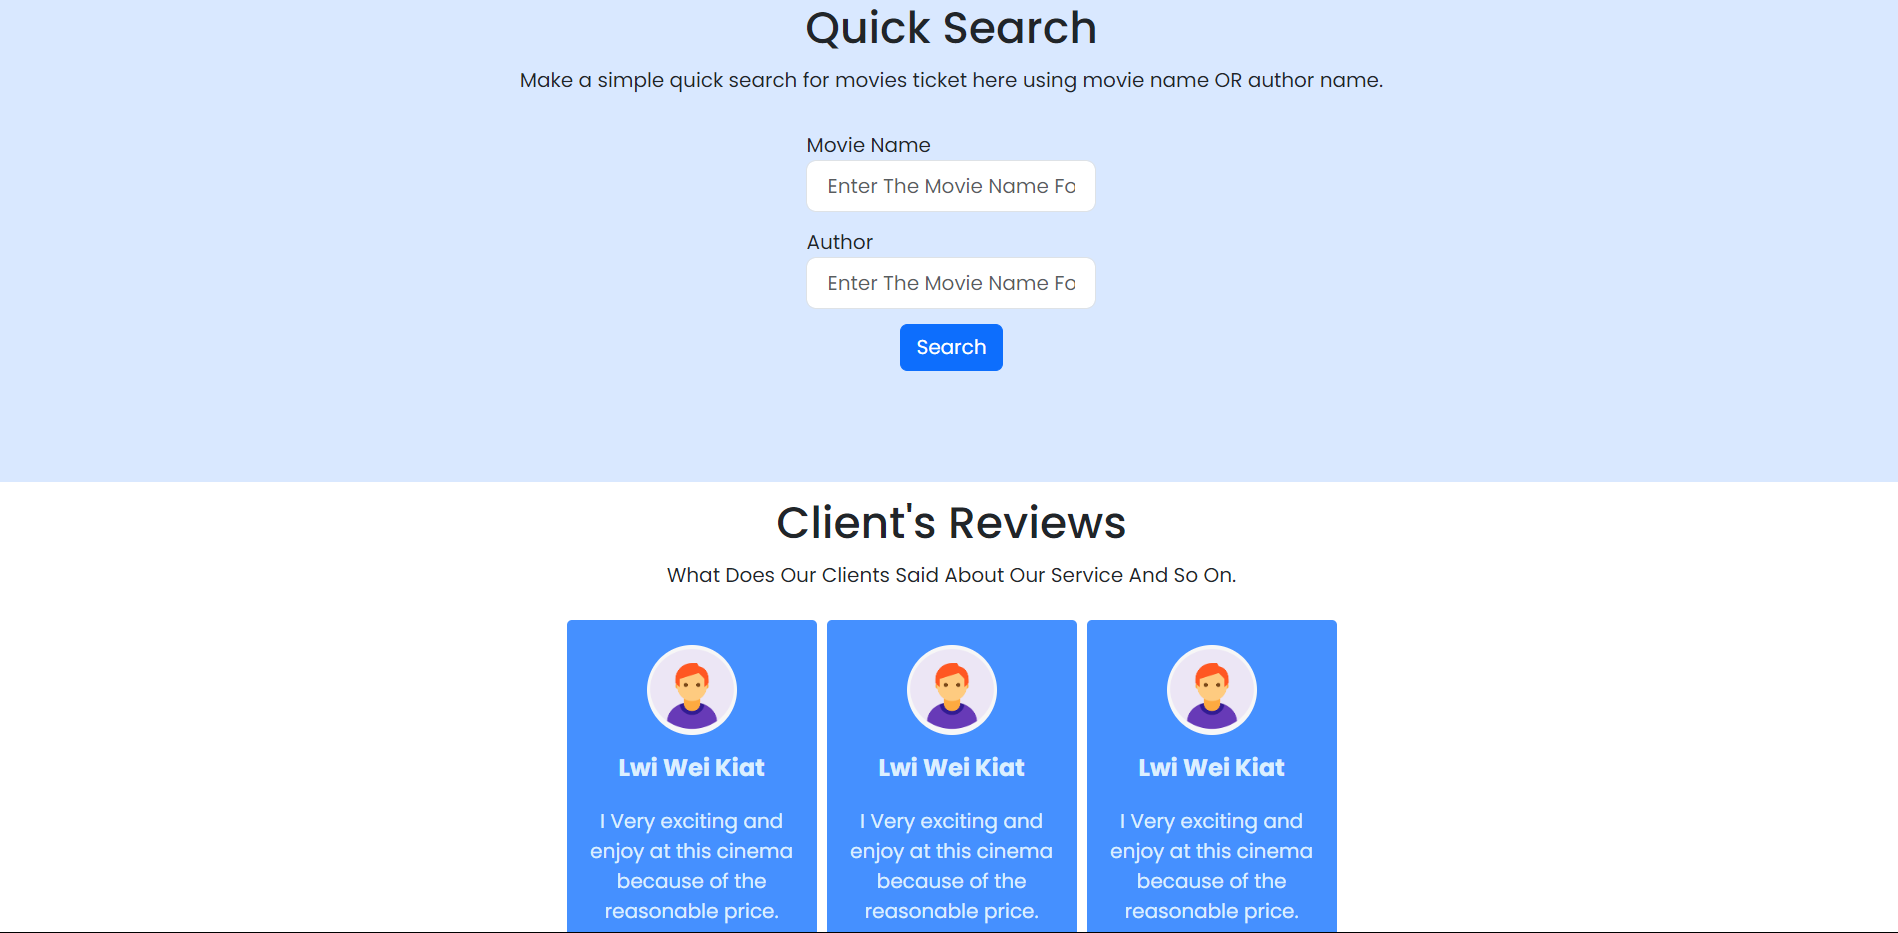 Quick Search
Make a simple quick search for movies ticket here using movie name OR author name.
Movie Name
Enter The Movie Name Fo
Author
Enter The Movie Name Fo
Search
Client's Reviews
What Does Our Clients Said About Our Service And So On.
Lwi Wei Kiat
I Very exciting and
enjoy at this cinema
because of the
reasonable price.
Lwi Wei Kiat
I Very exciting and
enjoy at this cinema
because of the
reasonable price.
Lwi Wei Kiat
I Very exciting and
enjoy at this cinema
because of the
reasonable price.